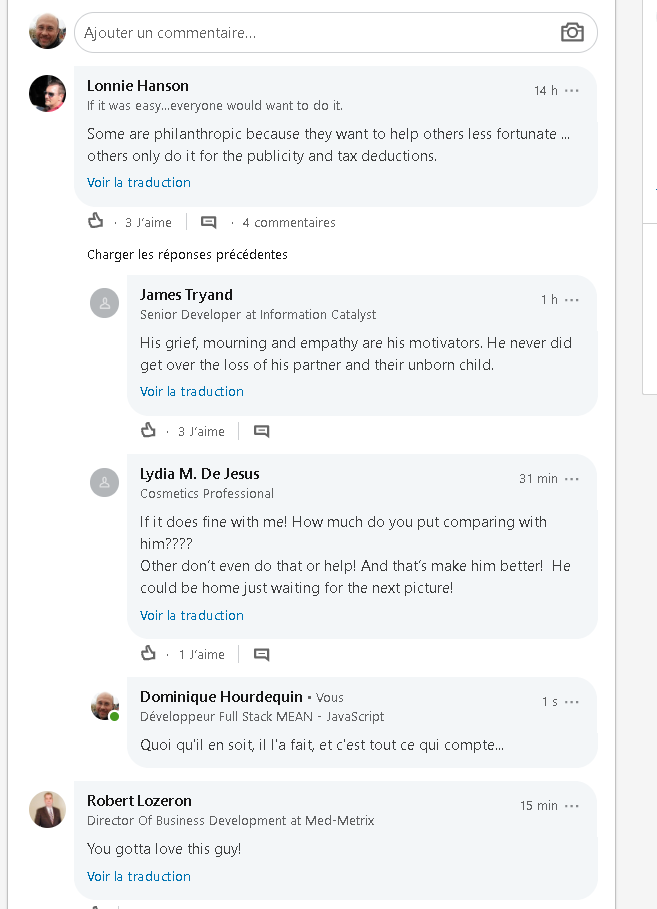 Ajouter un commentaire...
Lonnie Hanson
14 h
If it was easy...everyone would want to do it.
Some are philanthropic because they want to help others less fortunate ...
others only do it for the publicity and tax deductions.
Voir la traduction
· 3 J'aime
· 4 commentaires
Charger les réponses précédentes
James Tryand
1 h
Senior Developer at Information Catalyst
His grief, mourning and empathy are his motivators. He never did
get over the loss of his partner and their unborn child.
Voir la traduction
· 3 J'aime
Lydia M. De Jesus
31 min
Cosmetics Professional
If it does fine with me! How much do you put comparing with
him????
Other don't even do that or help! And that's make him better!  He
could be home just waiting for the next picture!
Voir la traduction
· 1 J'aime
Dominique Hourdequin • Vous
1 s
Développeur Full Stack MEAN - JavaScript
Quoi qu'il en soit, il l'a fait, et c'est tout ce qui compte...
Robert Lozeron
15 min
Director Of Business Development at Med-Metrix
You gotta love this guy!
Voir la traduction